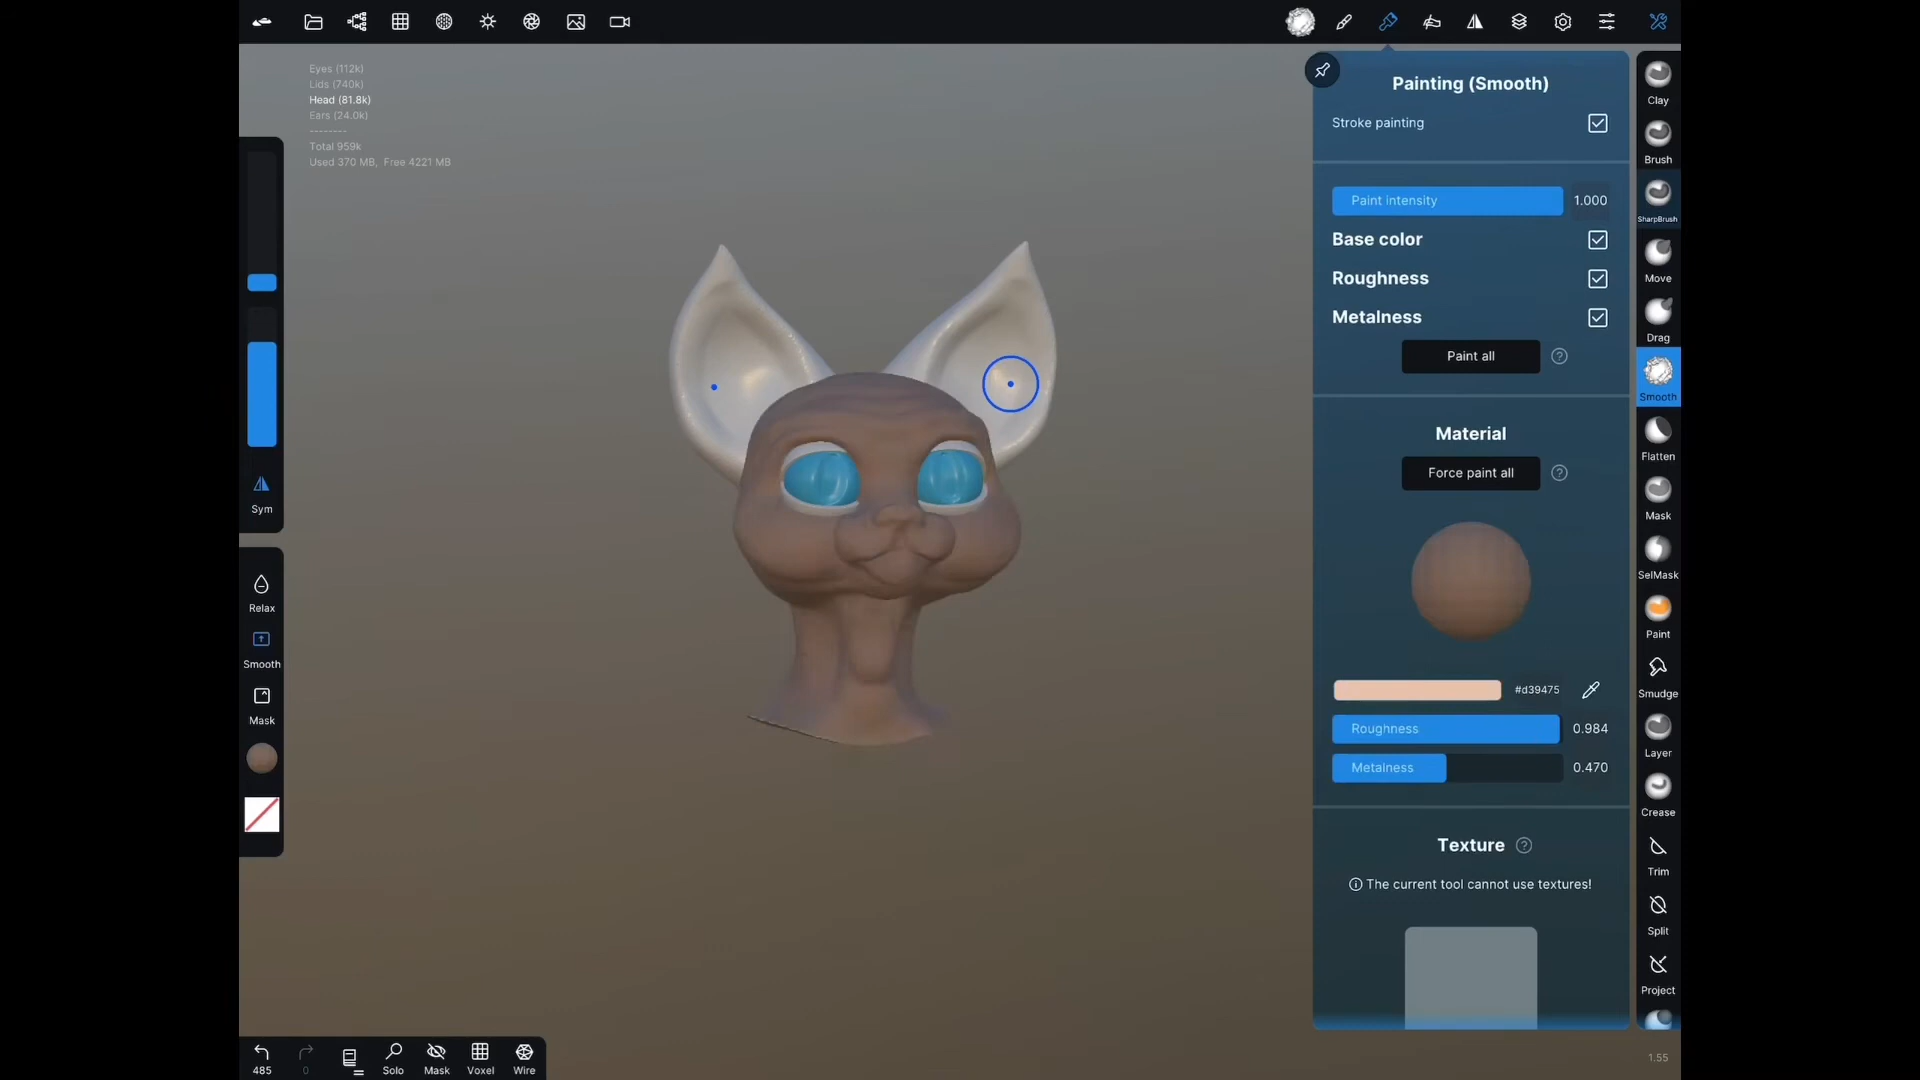 Eyes (112k)
Lids (740k)
Head (81.8k)
Ears (24.0k)
--------
Total 959k
Used 370 MB, Free 4221 MB
Sym
Relax
Smooth
Mask
485
0
Solo
Mask
Voxel
Wire
Painting (Smooth)
Stroke painting
Paint intensity 1.000
Base color
Roughness
Metalness
Paint all ?
Material
Force paint all ?
#d39475
Roughness 0.984
Metalness 0.470
Texture ?
The current tool cannot use textures!
Clay
Brush
SharpBrush
Move
Drag
Smooth
Flatten
Mask
SelMask
Paint
Smudge
Layer
Crease
Trim
Split
Project
1.55